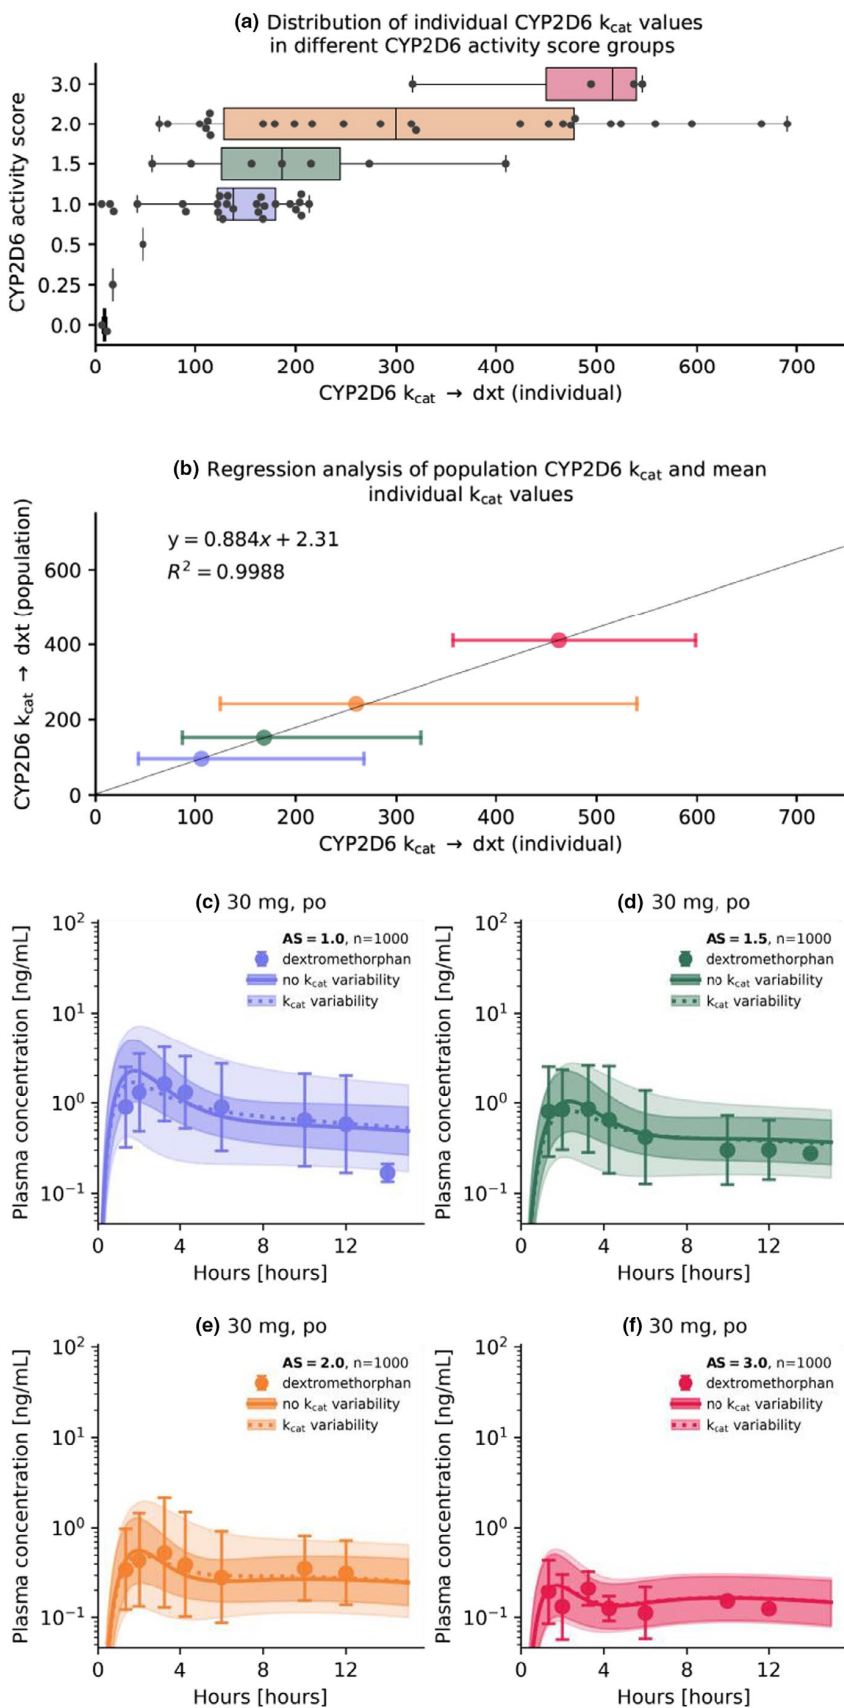 (a) Distribution of individual CYP2D6 kcat values
in different CYP2D6 activity score groups
CYP2D6 activity score
3.0
2.0
1.5
1.0
0.5
0.25
0.0
0 100 200 300 400 500 600 700
CYP2D6 kcat → dxt (individual)
(b) Regression analysis of population CYP2D6 kcat and mean
individual kcat values
CYP2D6 kcat → dxt (population)
y = 0.884x + 2.31
R² = 0.9988
600
400
200
0
0 100 200 300 400 500 600 700
CYP2D6 kcat → dxt (individual)
(c) 30 mg, po
Plasma concentration [ng/mL]
10²
10¹
10⁰
10⁻¹
AS = 1.0, n=1000
dextromethorphan
no kcat variability
kcat variability
0 4 8 12
Hours [hours]
(d) 30 mg, po
Plasma concentration [ng/mL]
10²
10¹
10⁰
10⁻¹
AS = 1.5, n=1000
dextromethorphan
no kcat variability
kcat variability
0 4 8 12
Hours [hours]
(e) 30 mg, po
Plasma concentration [ng/mL]
10²
10¹
10⁰
10⁻¹
AS = 2.0, n=1000
dextromethorphan
no kcat variability
kcat variability
0 4 8 12
Hours [hours]
(f) 30 mg, po
Plasma concentration [ng/mL]
10²
10¹
10⁰
10⁻¹
AS = 3.0, n=1000
dextromethorphan
no kcat variability
kcat variability
0 4 8 12
Hours [hours]